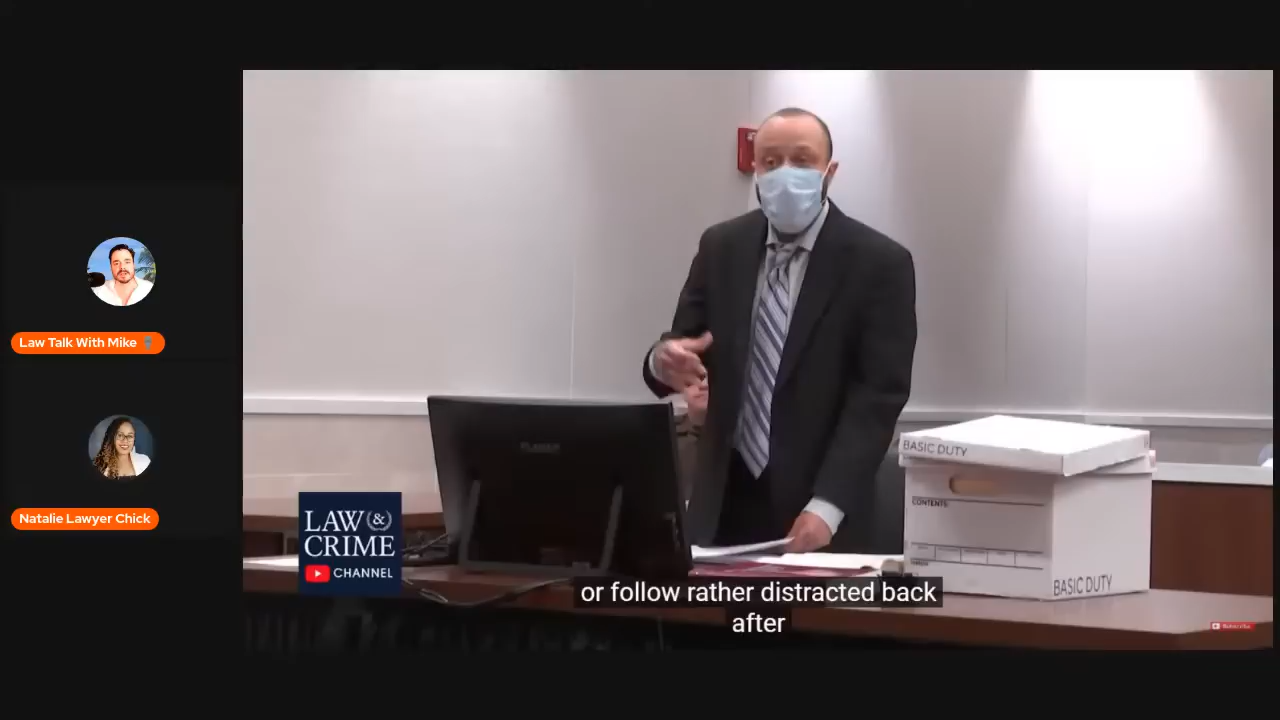 Law Talk With Mike
Natalie Lawyer Chick
LAW &
CRIME
CHANNEL
BASIC DUTY
CONTENTS:
BASIC DUTY
or follow rather distracted back
after